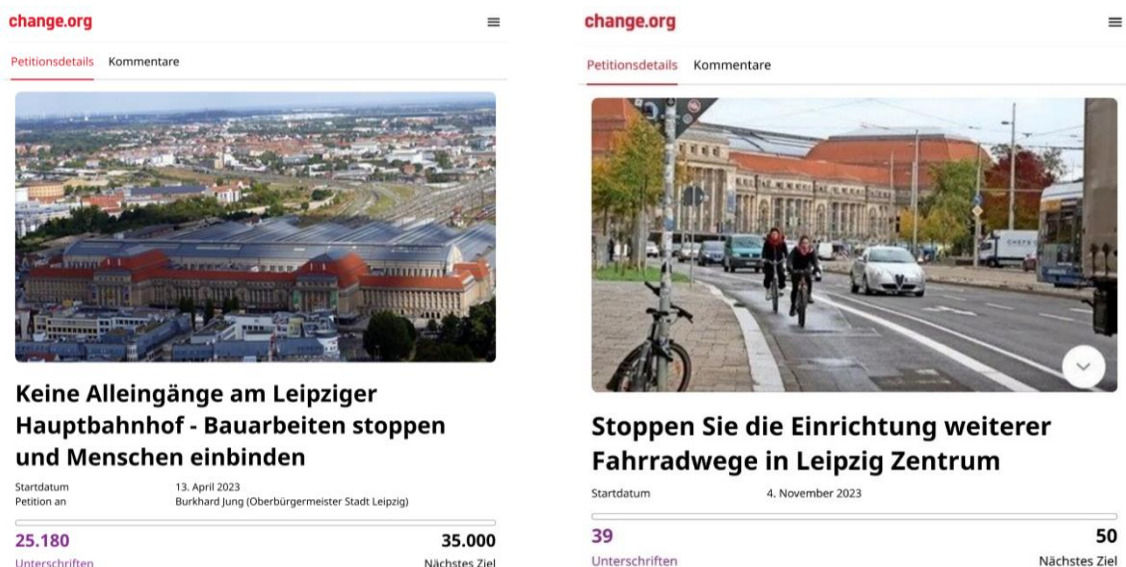 change.org
Petitionsdetails Kommentare
Keine Alleingänge am Leipziger
Hauptbahnhof - Bauarbeiten stoppen
und Menschen einbinden
Startdatum 13. April 2023
Petition an Burkhard Jung (Oberbürgermeister Stadt Leipzig)
25.180 35.000
Unterschriften Nächstes Ziel
change.org
Petitionsdetails Kommentare
Stoppen Sie die Einrichtung weiterer
Fahrradwege in Leipzig Zentrum
Startdatum 4. November 2023
39 50
Unterschriften Nächstes Ziel